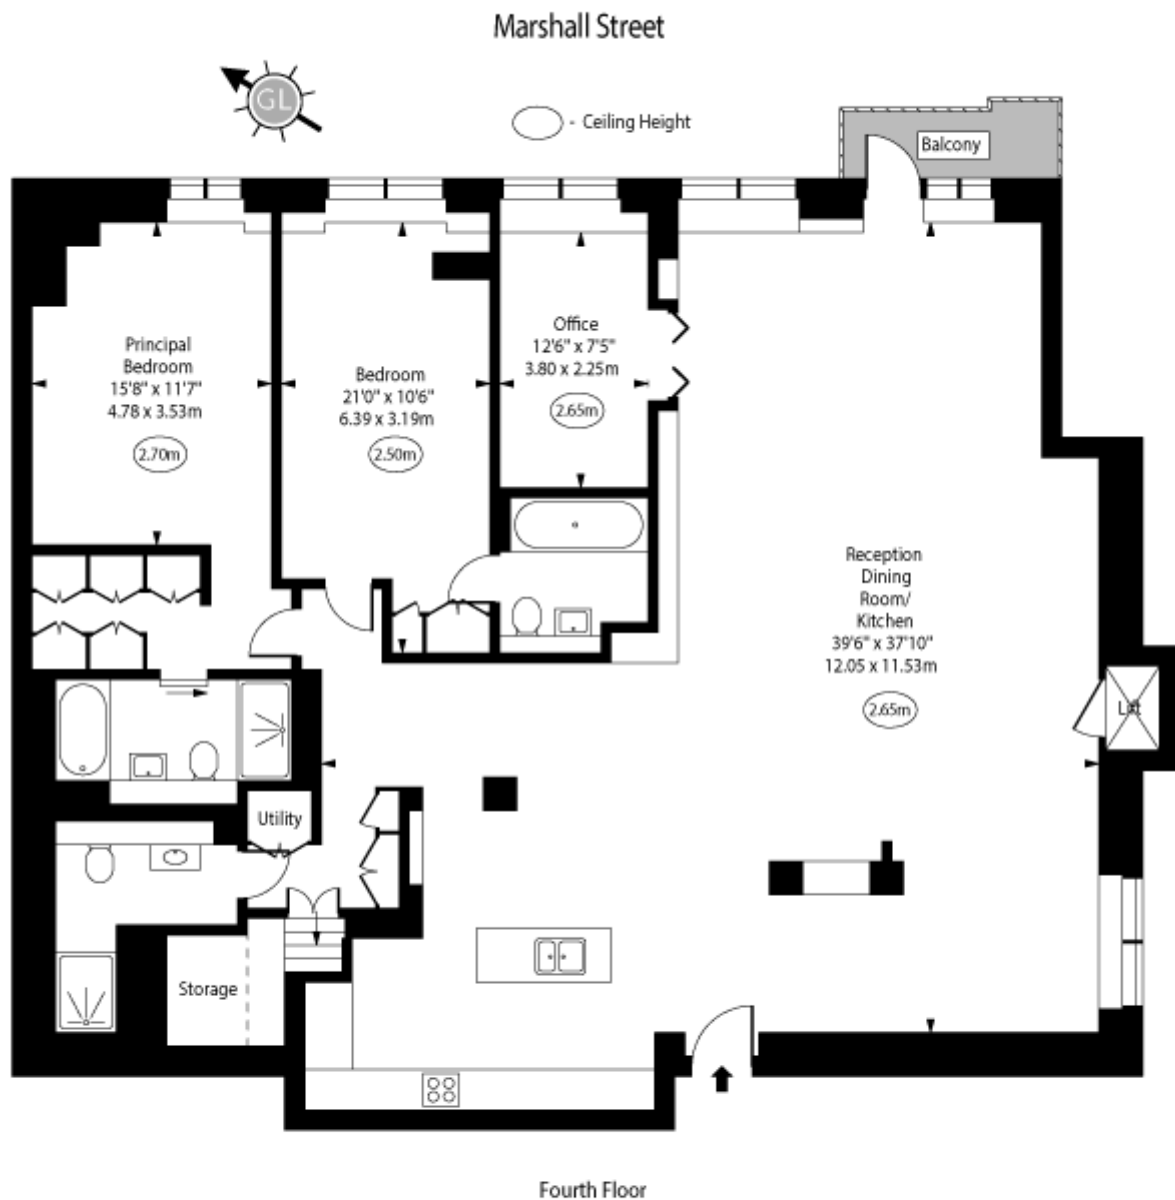 Marshall Street
GL
- Ceiling Height
Balcony
Principal
Bedroom
15'8" x 11'7"
4.78 x 3.53m
2.70m
Bedroom
21'0" x 10'6"
6.39 x 3.19m
2.50m
Office
12'6" x 7'5"
3.80 x 2.25m
2.65m
Reception
Dining
Room/
Kitchen
39'6" x 37'10"
12.05 x 11.53m
2.65m
Lift
Utility
Storage
Fourth Floor